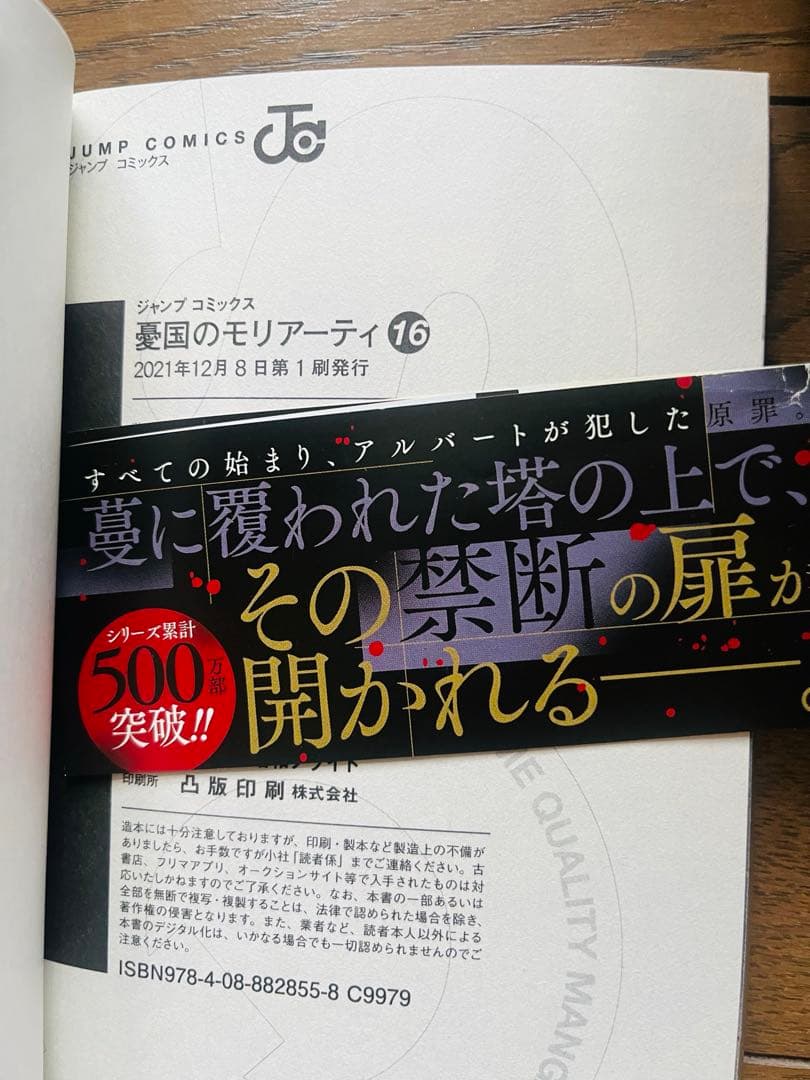 JUMP COMICS
ジャンプ コミックス
ジャンプ コミックス
憂国のモリアーティ 16
2021年12月8日第1刷発行
すべての始まり、アルバートが犯した原罪。
蔓に覆われた塔の上で、
その禁断の扉が
開かれる――。
シリーズ累計
500万部
突破!!
印刷所 凸版印刷株式会社
造本には十分注意しておりますが、印刷・製本など製造上の不備が
ありましたら、お手数ですが小社「読者係」までご連絡ください。古
書店、フリマアプリ、オークションサイト等で入手されたものは対
応いたしかねますのでご了承ください。なお、本書の一部あるいは
全部を無断で複写・複製することは、法律で認められた場合を除き、
著作権の侵害となります。また、業者など、読者本人以外による
本書のデジタル化は、いかなる場合でも一切認められませんのでご
注意ください。
ISBN978-4-08-882855-8 C9979
QUALITY MANG